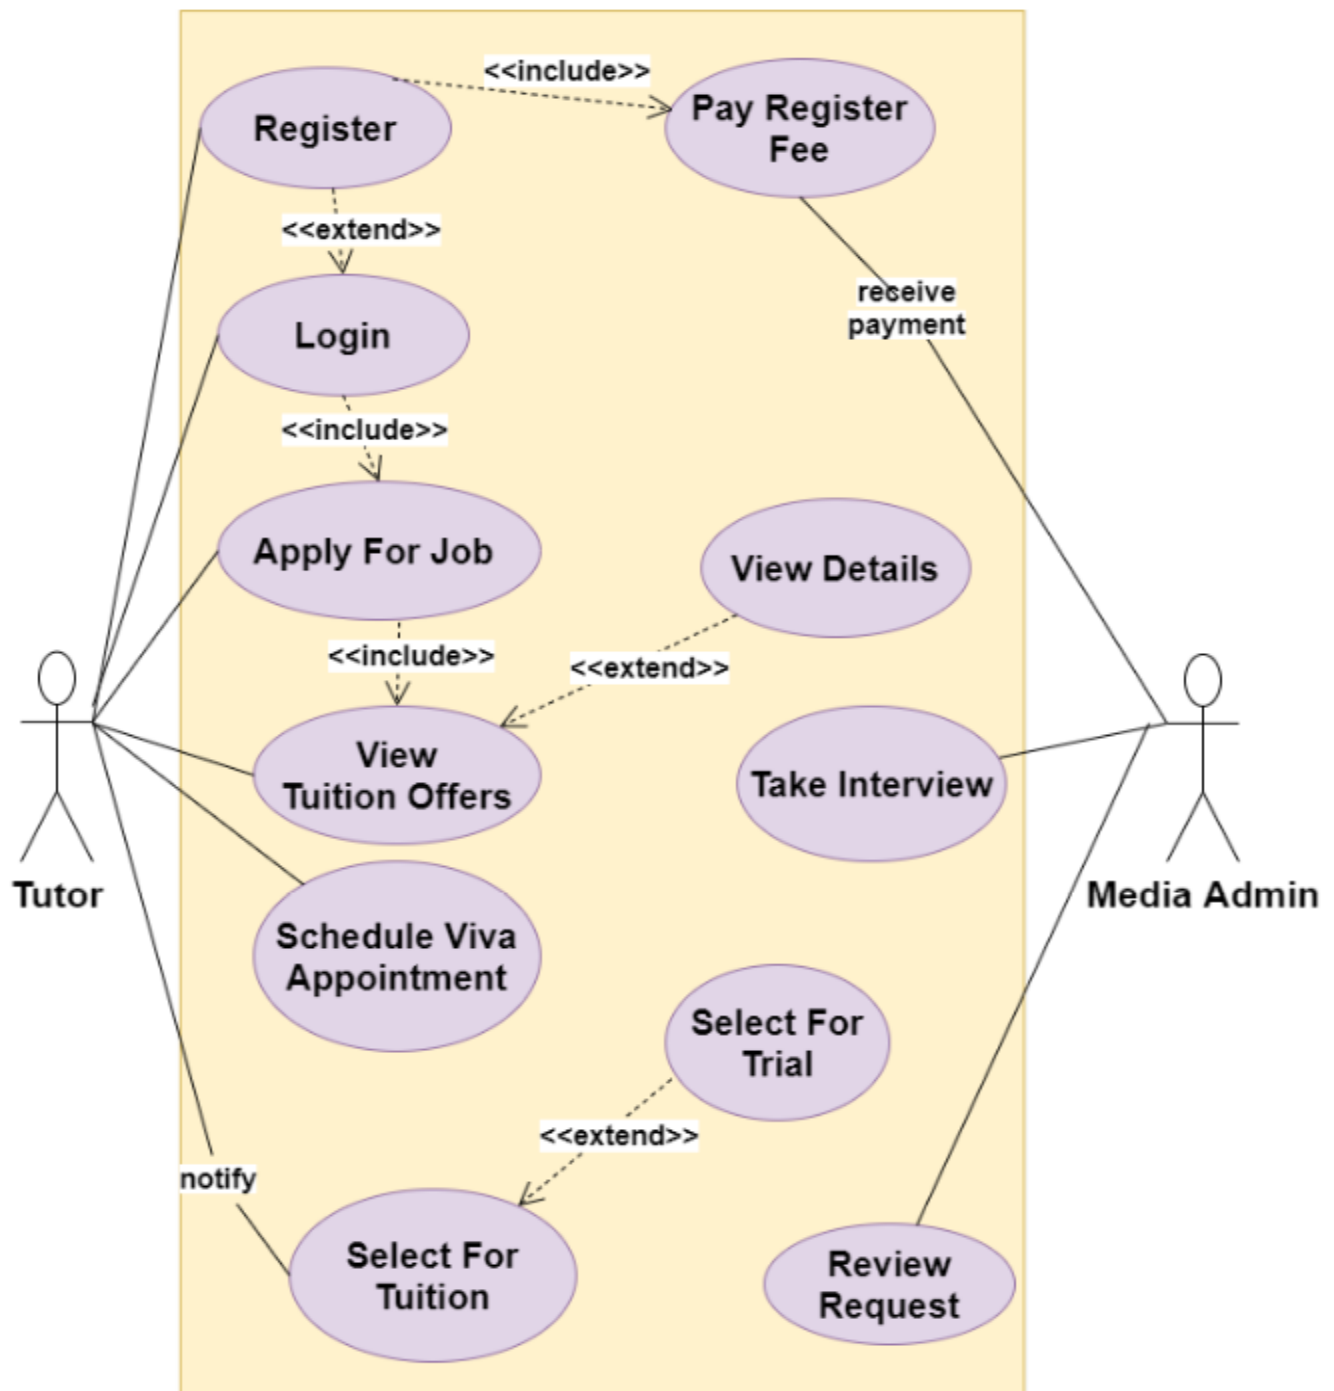 <<include>>
Register
Pay Register
Fee
<<extend>>
receive
payment
Login
<<include>>
Apply For Job
View Details
<<include>>
<<extend>>
View
Tuition Offers
Take Interview
Tutor
Media Admin
Schedule Viva
Appointment
Select For
Trial
<<extend>>
notify
Select For
Tuition
Review
Request